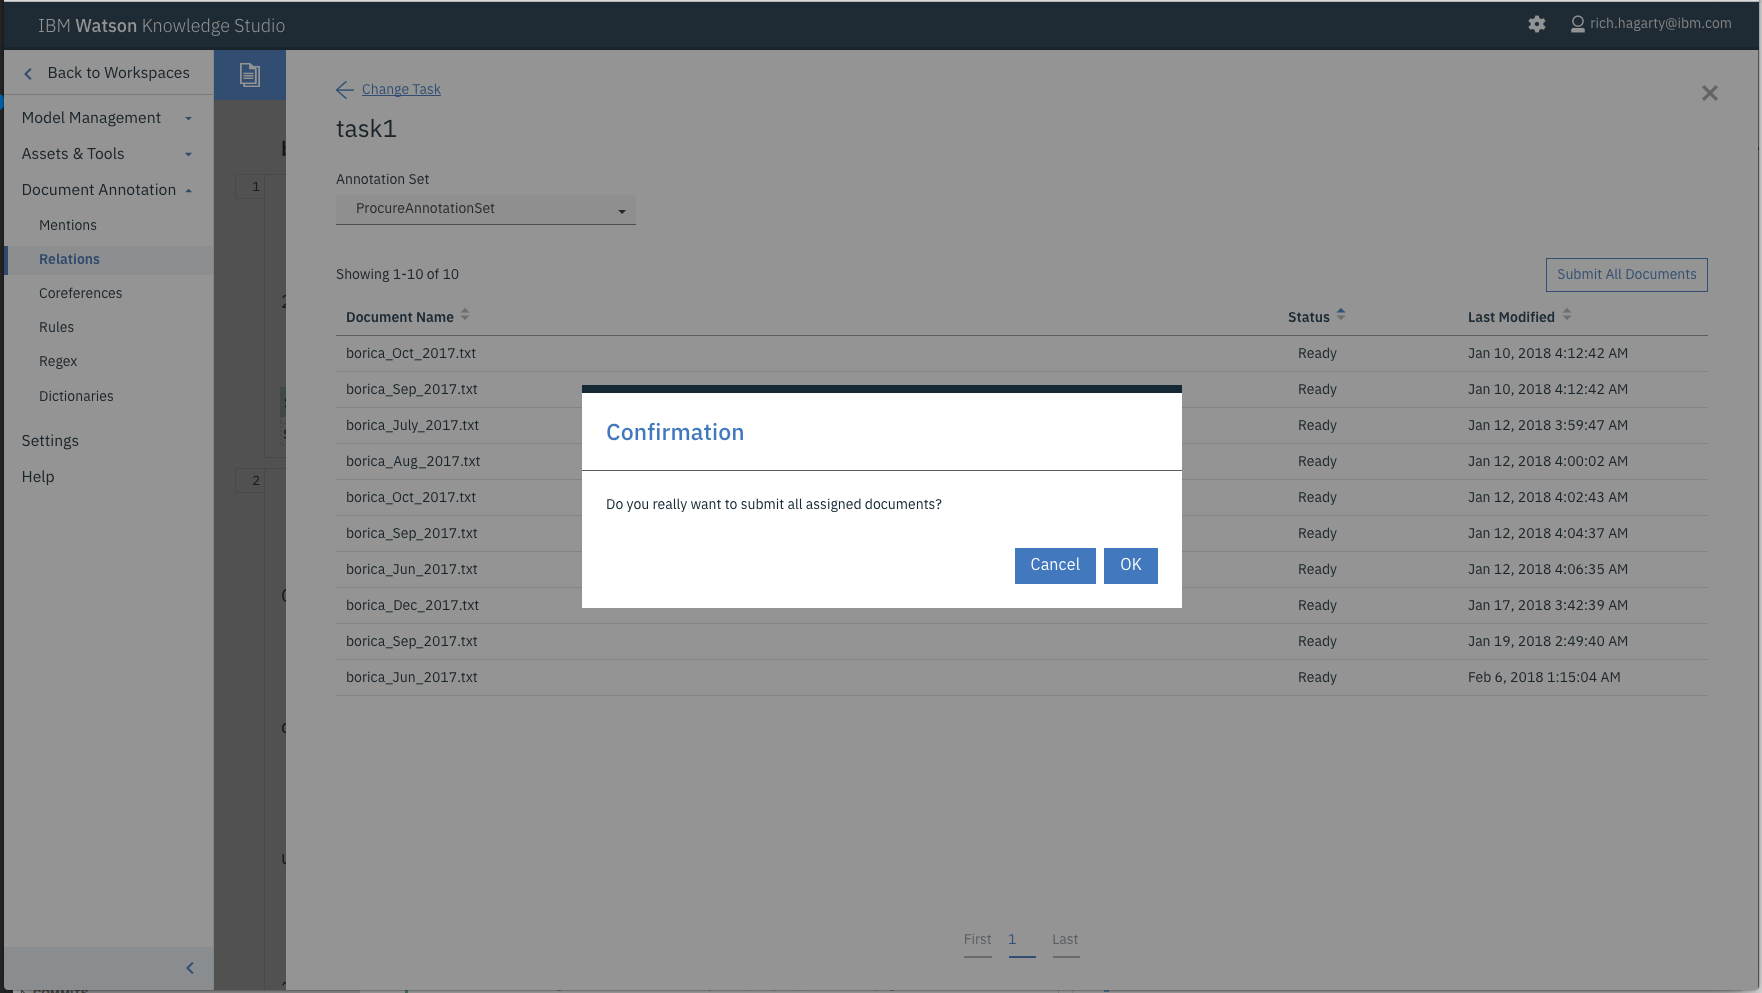 IBM Watson Knowledge Studio
rich.hagarty@ibm.com
Back to Workspaces
Model Management
Assets & Tools
Document Annotation
Mentions
Relations
Coreferences
Rules
Regex
Dictionaries
Settings
Help
1
2
Change Task
task1
Annotation Set
ProcureAnnotationSet
Showing 1-10 of 10
Submit All Documents
Document Name Status Last Modified
borica_Oct_2017.txt Ready Jan 10, 2018 4:12:42 AM
borica_Sep_2017.txt Ready Jan 10, 2018 4:12:42 AM
borica_July_2017.txt Ready Jan 12, 2018 3:59:47 AM
borica_Aug_2017.txt Ready Jan 12, 2018 4:00:02 AM
borica_Oct_2017.txt Ready Jan 12, 2018 4:02:43 AM
borica_Sep_2017.txt Ready Jan 12, 2018 4:04:37 AM
borica_Jun_2017.txt Ready Jan 12, 2018 4:06:35 AM
borica_Dec_2017.txt Ready Jan 17, 2018 3:42:39 AM
borica_Sep_2017.txt Ready Jan 19, 2018 2:49:40 AM
borica_Jun_2017.txt Ready Feb 6, 2018 1:15:04 AM
Confirmation
Do you really want to submit all assigned documents?
Cancel OK
First 1 Last